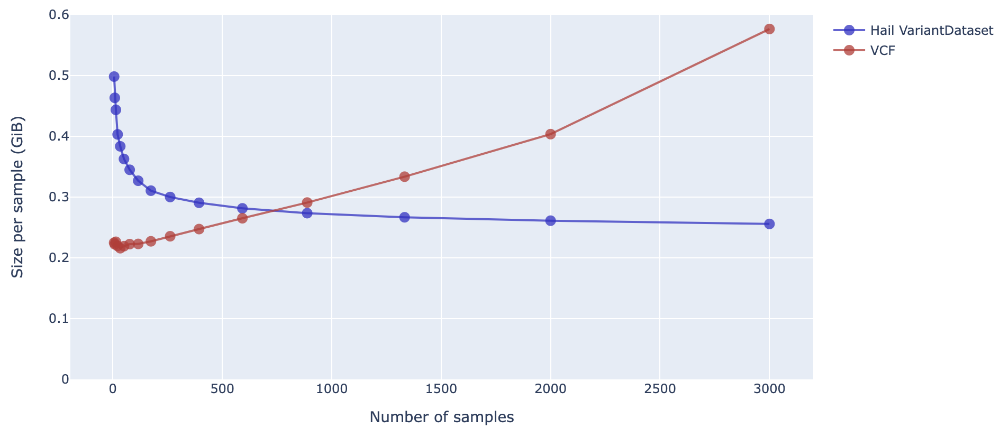 0.6
0.5
0.4
0.3
0.2
0.1
0
Size per sample (GiB)
0 500 1000 1500 2000 2500 3000
Number of samples
Hail VariantDataset
VCF